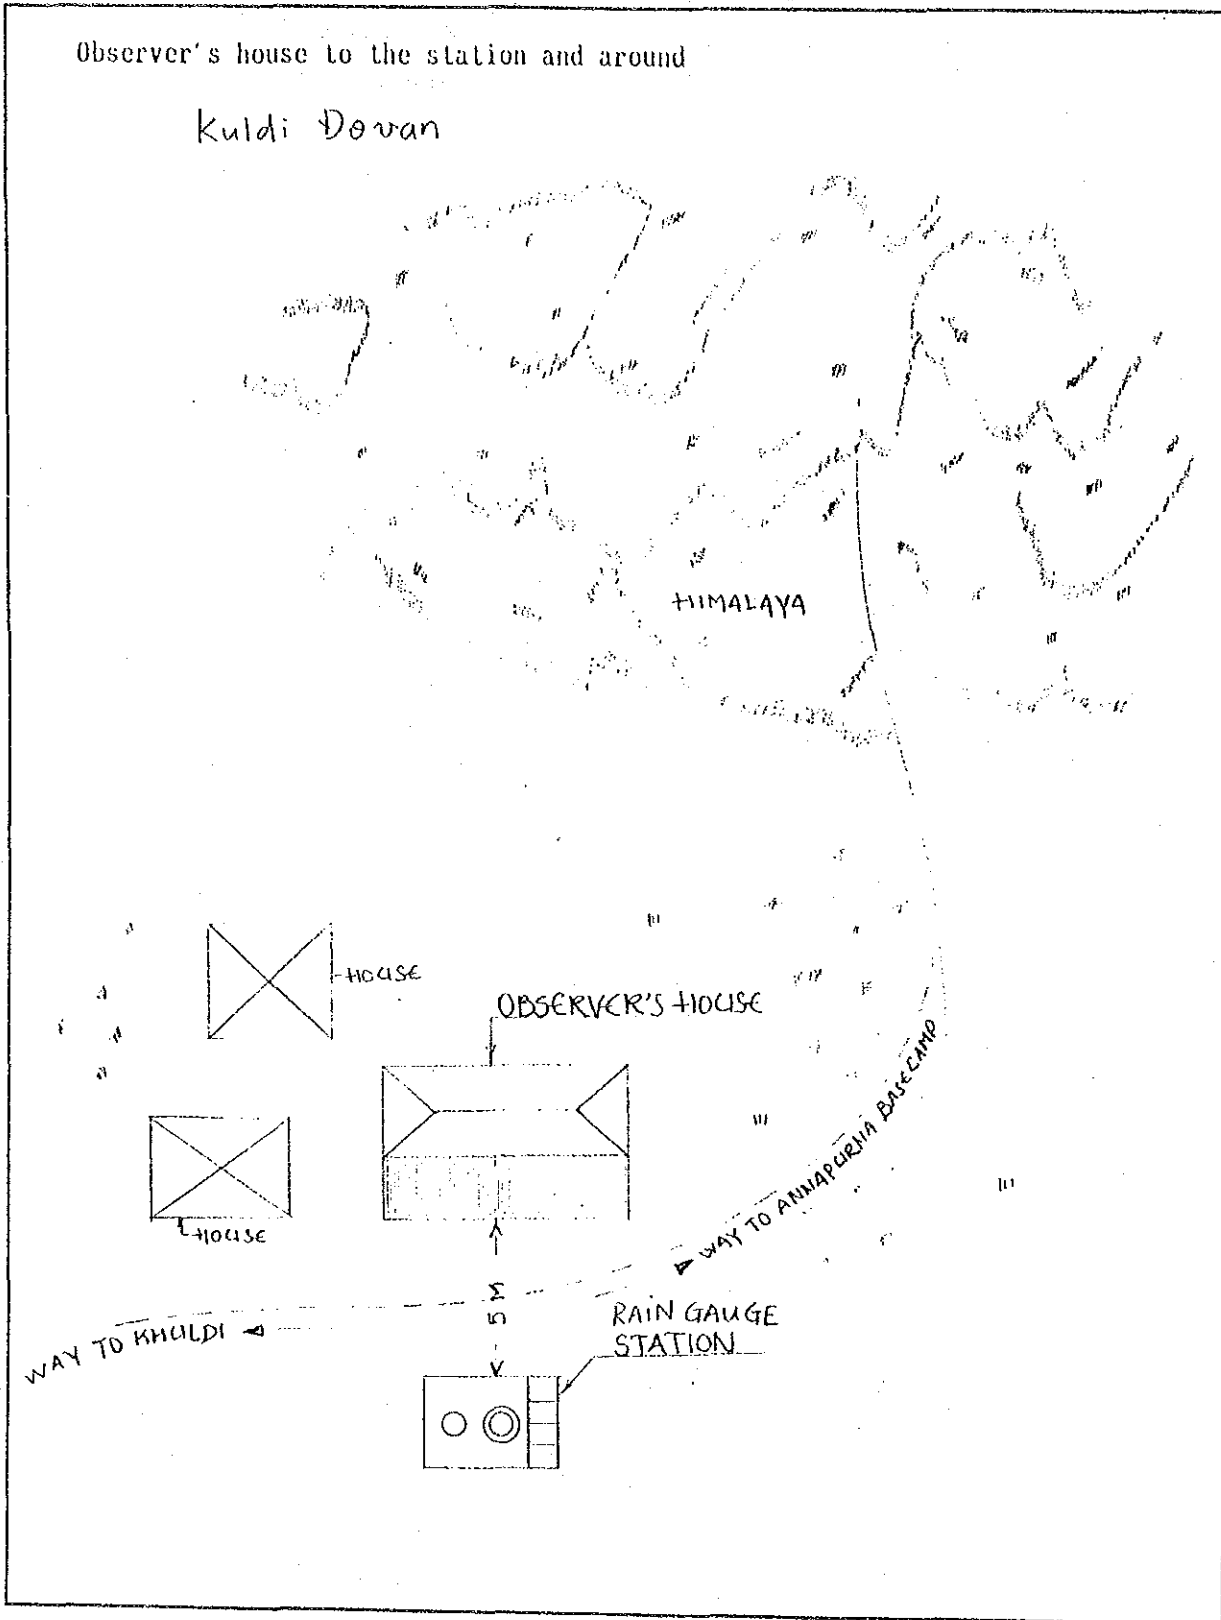 Observer's house to the station and around
Kuldi Dovan
HIMALAYA
HOUSE
OBSERVER'S HOUSE
HOUSE
WAY TO ANNAPURNA BASECAMP
5 M
RAIN GAUGE
STATION
WAY TO KHULDI